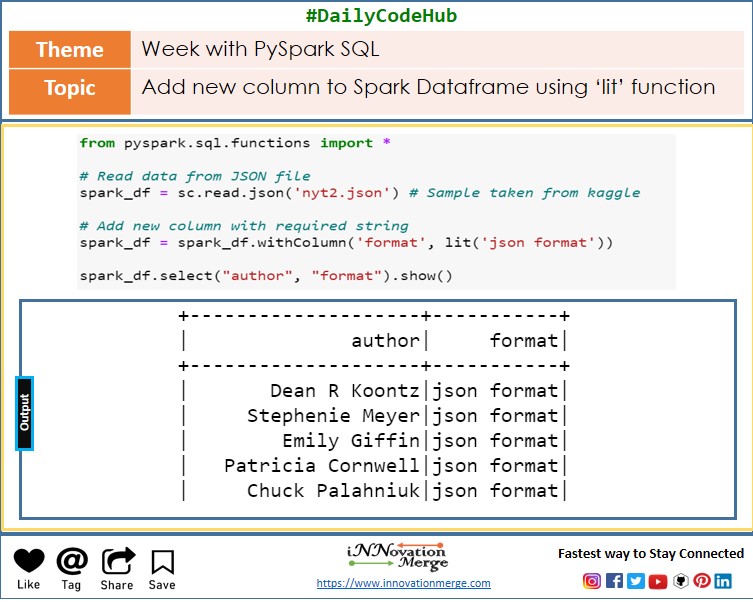 #DailyCodeHub
Theme
Week with PySpark SQL
Topic
Add new column to Spark Dataframe using ‘lit’ function
from pyspark.sql.functions import *
# Read data from JSON file
spark_df = sc.read.json('nyt2.json') # Sample taken from kaggle
# Add new column with required string
spark_df = spark_df.withColumn('format', lit('json format'))
spark_df.select("author", "format").show()
Output
+--------------------+-----------+
|              author|     format|
+--------------------+-----------+
|       Dean R Koontz|json format|
|     Stephenie Meyer|json format|
|        Emily Giffin|json format|
|   Patricia Cornwell|json format|
|     Chuck Palahniuk|json format|
Like
Tag
Share
Save
iNNovation
Merge
https://www.innovationmerge.com
Fastest way to Stay Connected